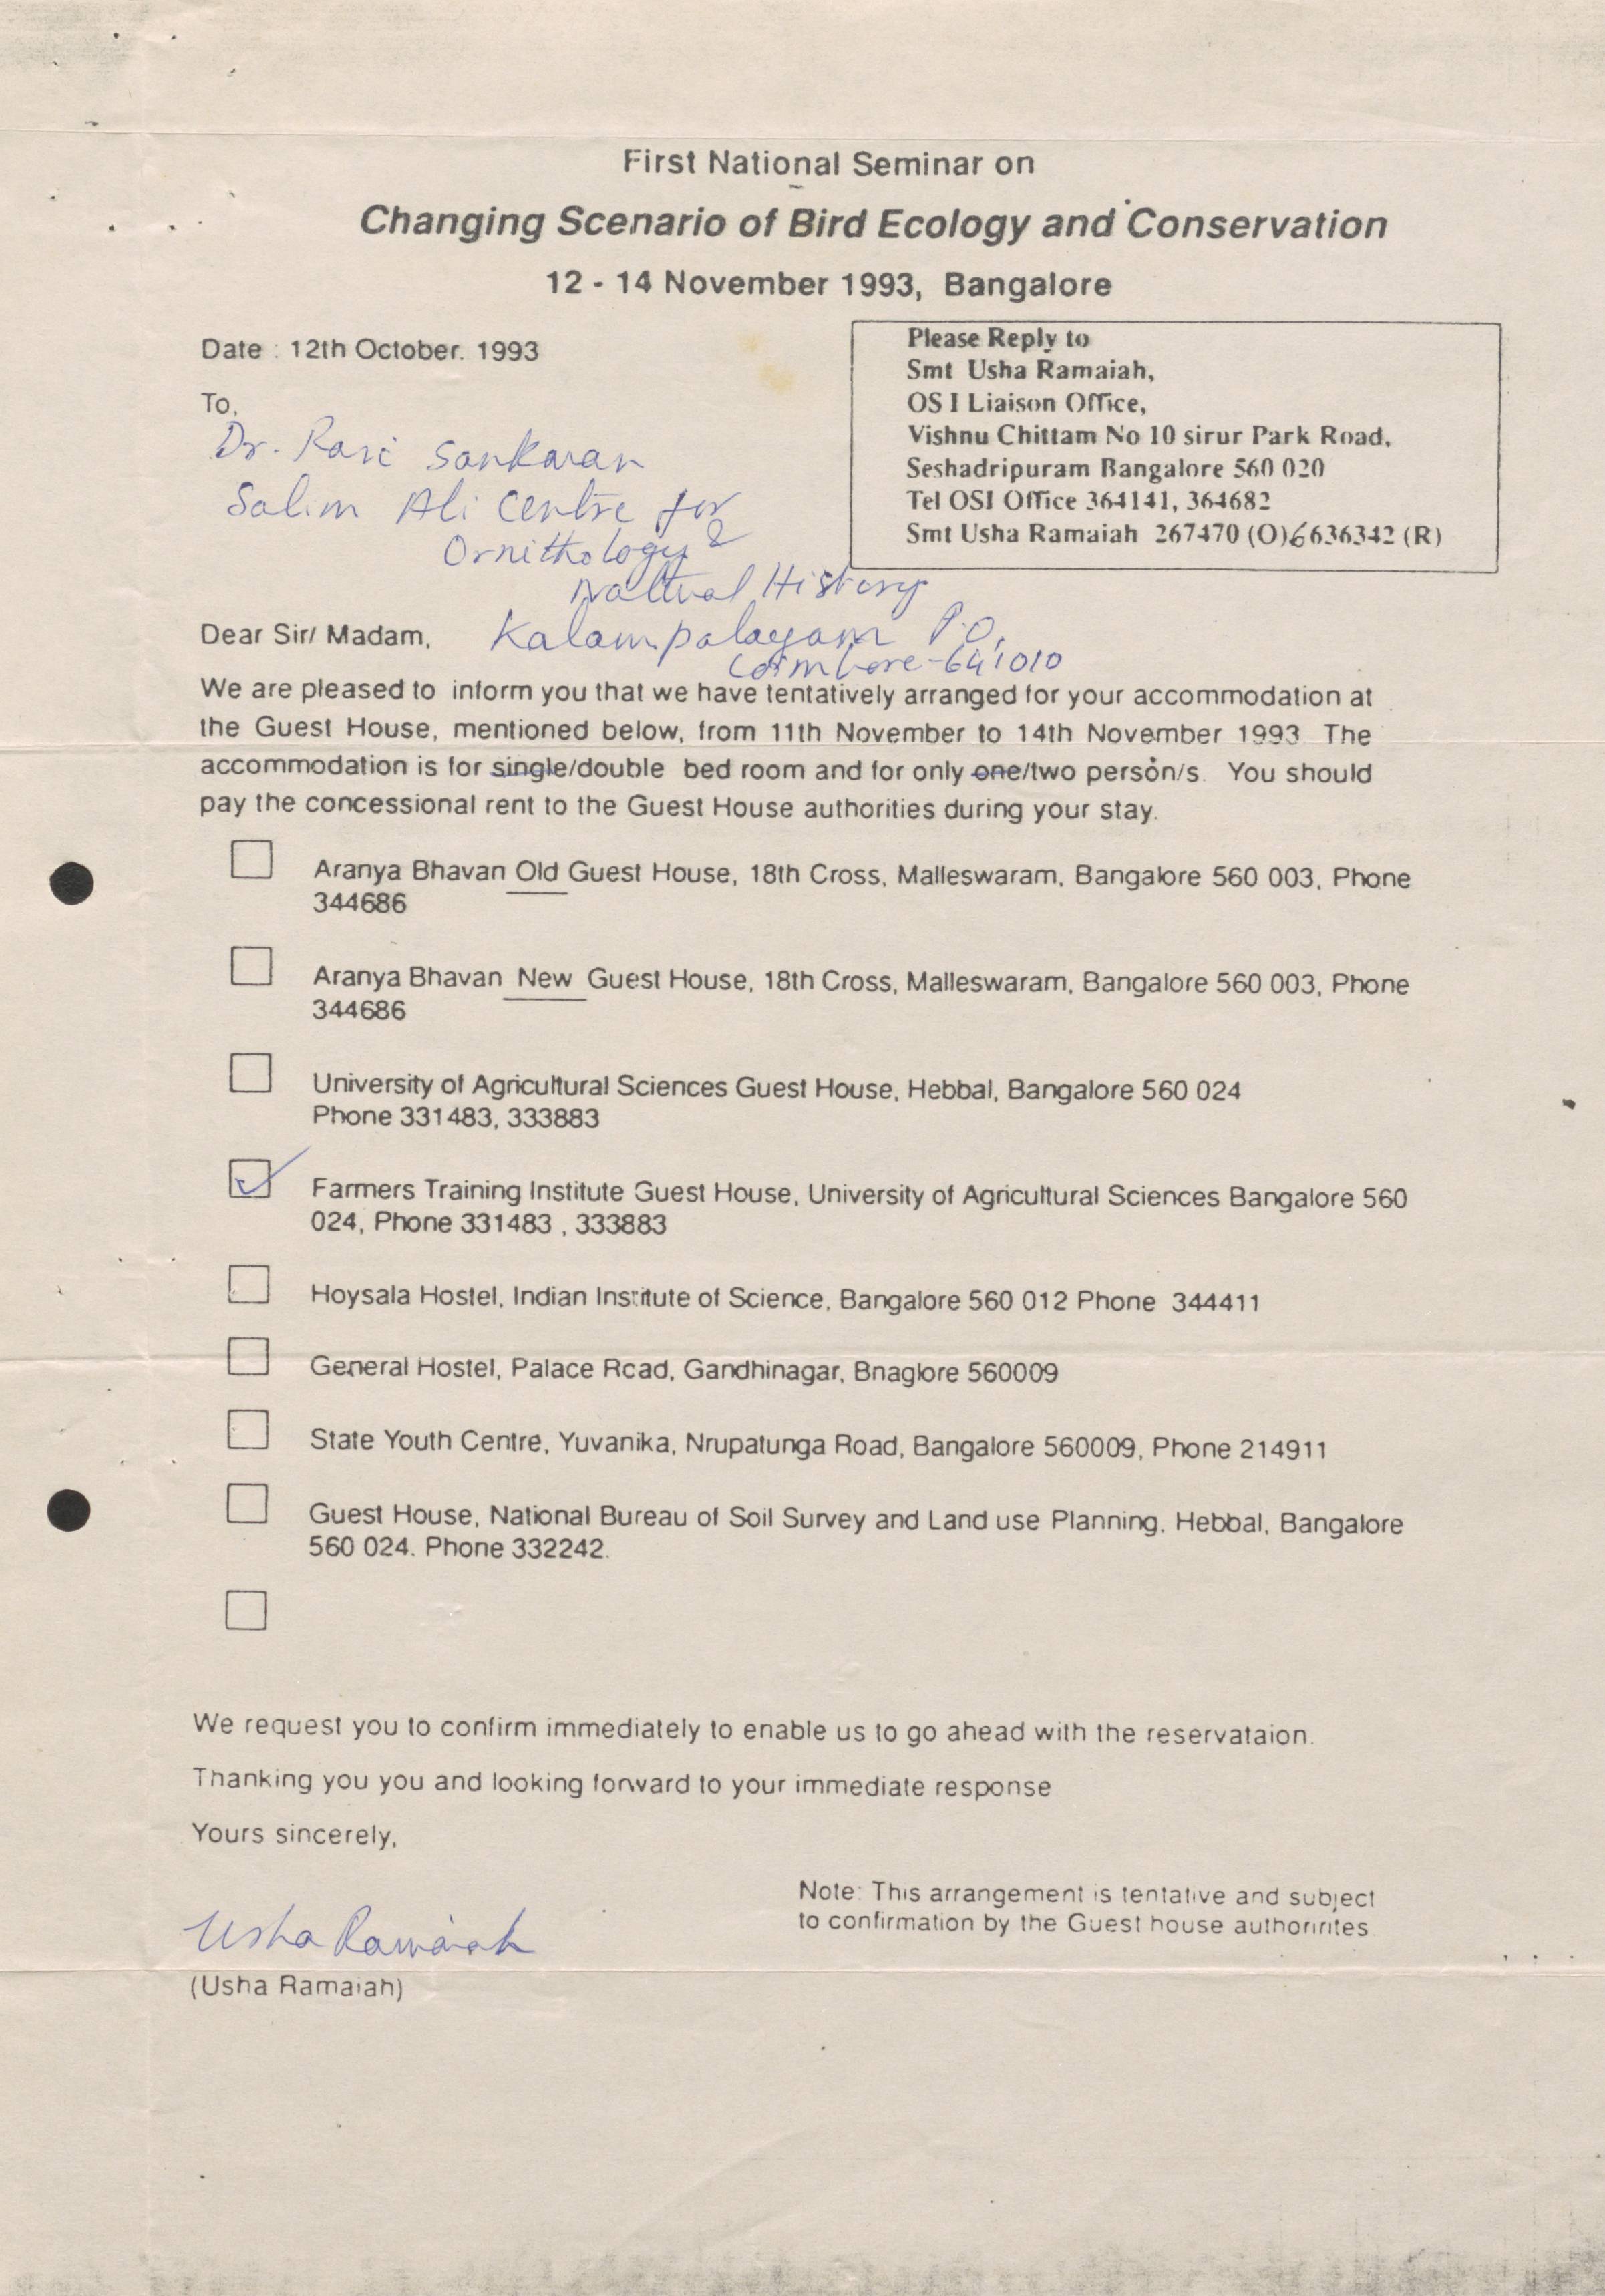 First National Seminar on
Changing Scenario of Bird Ecology and Conservation
12 - 14 November 1993, Bangalore
Date : 12th October. 1993
Please Reply to
Smt Usha Ramaiah,
OS I Liaison Office,
Vishnu Chittam No 10 sirur Park Road,
Seshadripuram Bangalore 560 020
Tel OSI Office 364141, 364682
Smt Usha Ramaiah 267470 (O) 6636342 (R)
To,
Dr. Ravi Sankaran
Salim Ali Centre for
Ornithology &
Natural History
Kalampalayam P.O.
Coimbore-641010
Dear Sir/ Madam,
We are pleased to inform you that we have tentatively arranged for your accommodation at
the Guest House, mentioned below, from 11th November to 14th November 1993. The
accommodation is for single/double bed room and for only one/two person/s. You should
pay the concessional rent to the Guest House authorities during your stay.
Aranya Bhavan Old Guest House, 18th Cross, Malleswaram, Bangalore 560 003, Phone
344686
Aranya Bhavan New Guest House, 18th Cross, Malleswaram, Bangalore 560 003, Phone
344686
University of Agricultural Sciences Guest House, Hebbal, Bangalore 560 024
Phone 331483, 333883
Farmers Training Institute Guest House, University of Agricultural Sciences Bangalore 560
024, Phone 331483 , 333883
Hoysala Hostel, Indian Institute of Science, Bangalore 560 012 Phone 344411
General Hostel, Palace Road, Gandhinagar, Bnaglore 560009
State Youth Centre, Yuvanika, Nrupatunga Road, Bangalore 560009, Phone 214911
Guest House, National Bureau of Soil Survey and Land use Planning, Hebbal, Bangalore
560 024. Phone 332242.
We request you to confirm immediately to enable us to go ahead with the reservataion.
Thanking you you and looking forward to your immediate response
Yours sincerely,
Note: This arrangement is tentative and subject
to confirmation by the Guest house authorirites
Usha Ramaiah
(Usha Ramaiah)